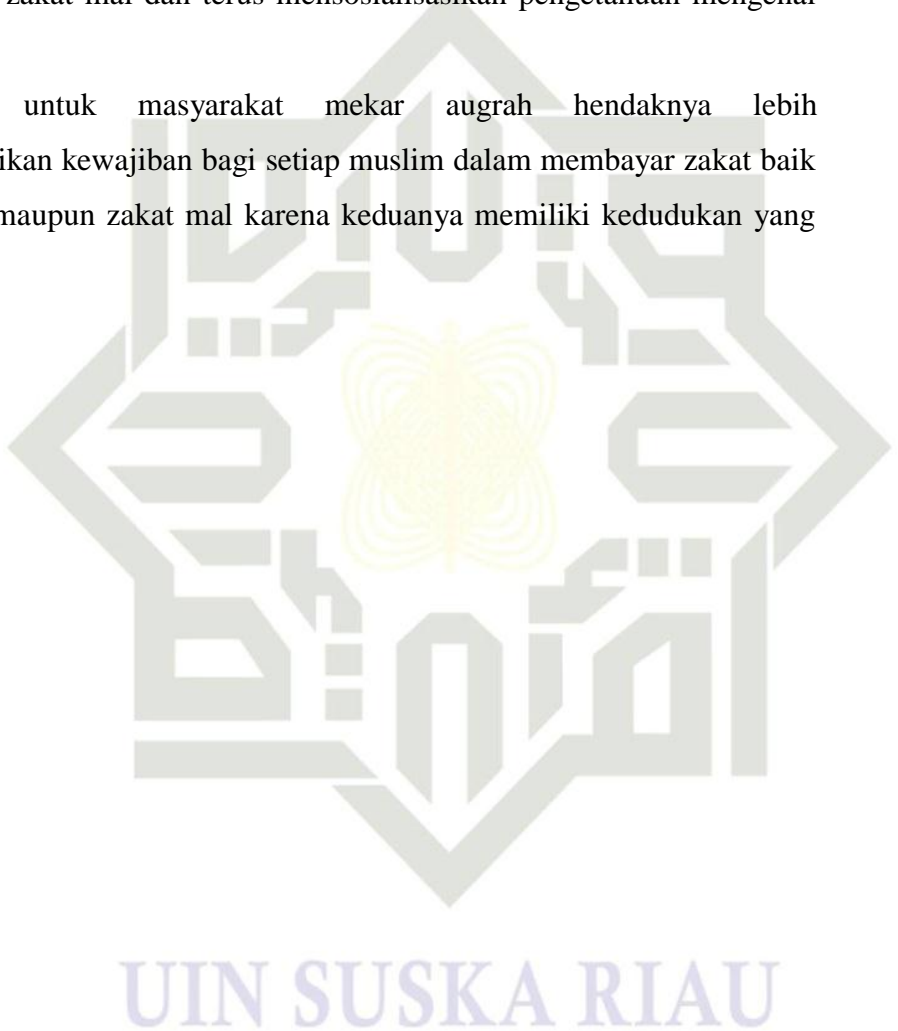 zakat mal dan terus mensosialisasikan pengetahuan mengenai
untuk masyarakat mekar augrah hendaknya lebih
ikan kewajiban bagi setiap muslim dalam membayar zakat baik
maupun zakat mal karena keduanya memiliki kedudukan yang
UIN SUSKA RIAU